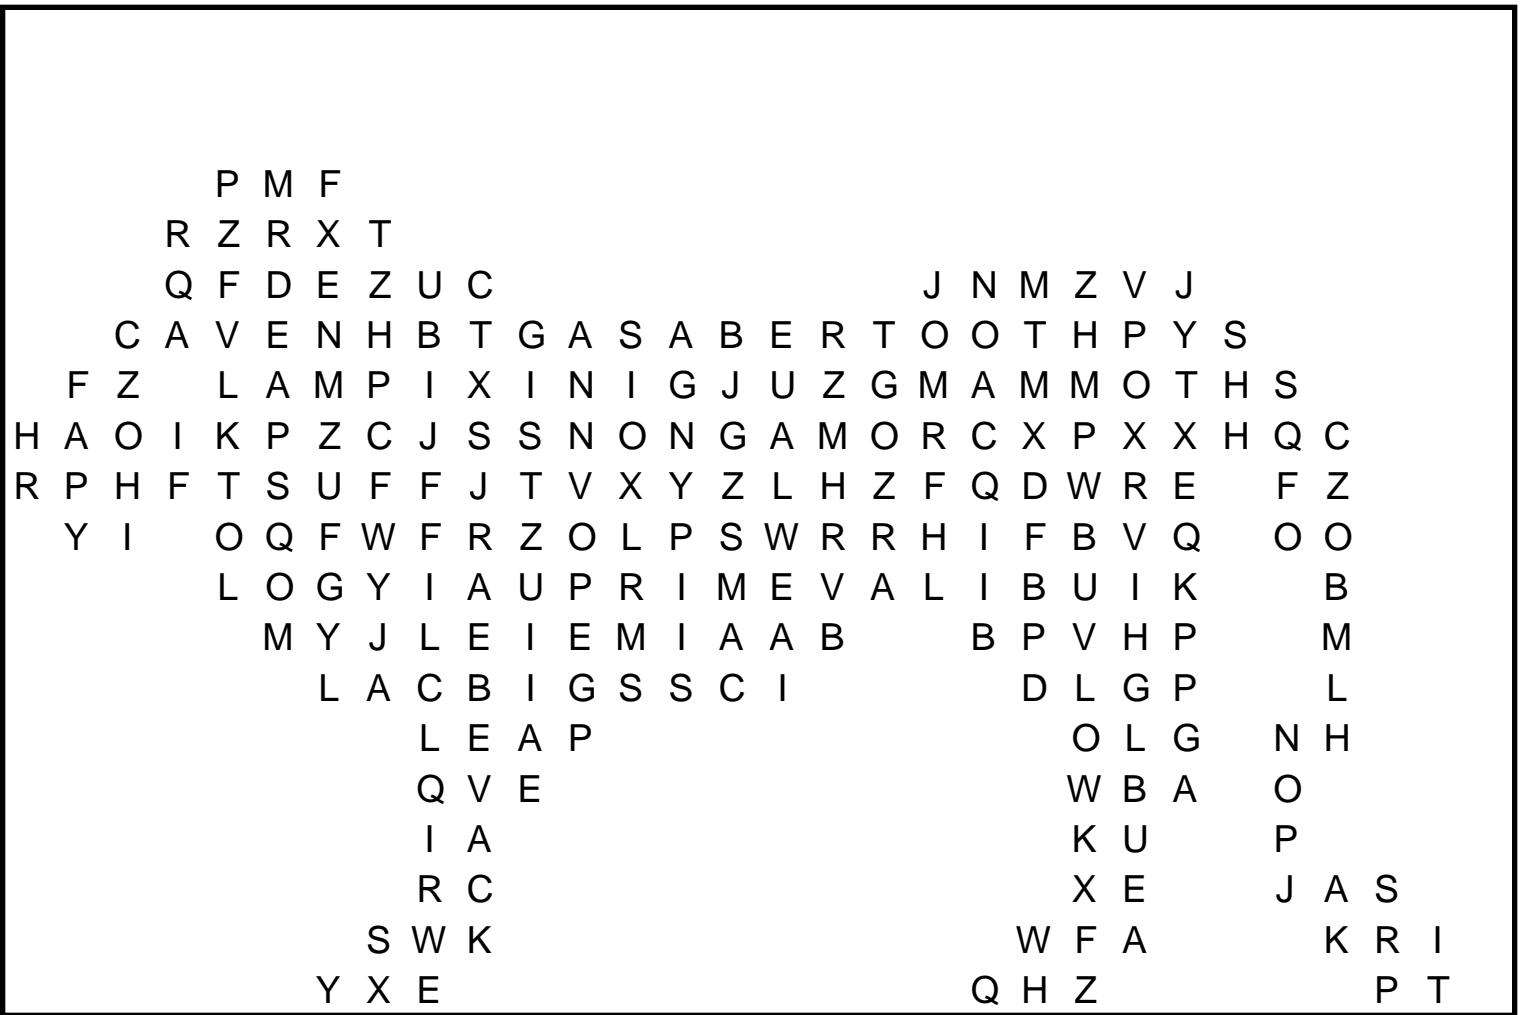 P M F
R Z R X T
Q F D E Z U C J N M Z V J
C A V E N H B T G A S A B E R T O O T H P Y S
F Z L A M P I X I N I G J U Z G M A M M O T H S
H A O I K P Z C J S S N O N G A M O R C X P X X H Q C
R P H F T S U F F J T V X Y Z L H Z F Q D W R E F Z
Y I O Q F W F R Z O L P S W R R H I F B V Q O O
L O G Y I A U P R I M E V A L I B U I K B
M Y J L E I E M I A A B B P V H P M
L A C B I G S S C I D L G P L
L E A P O L G N H
Q V E W B A O
I A K U P
R C X E J A S
S W K W F A K R I
Y X E Q H Z P T